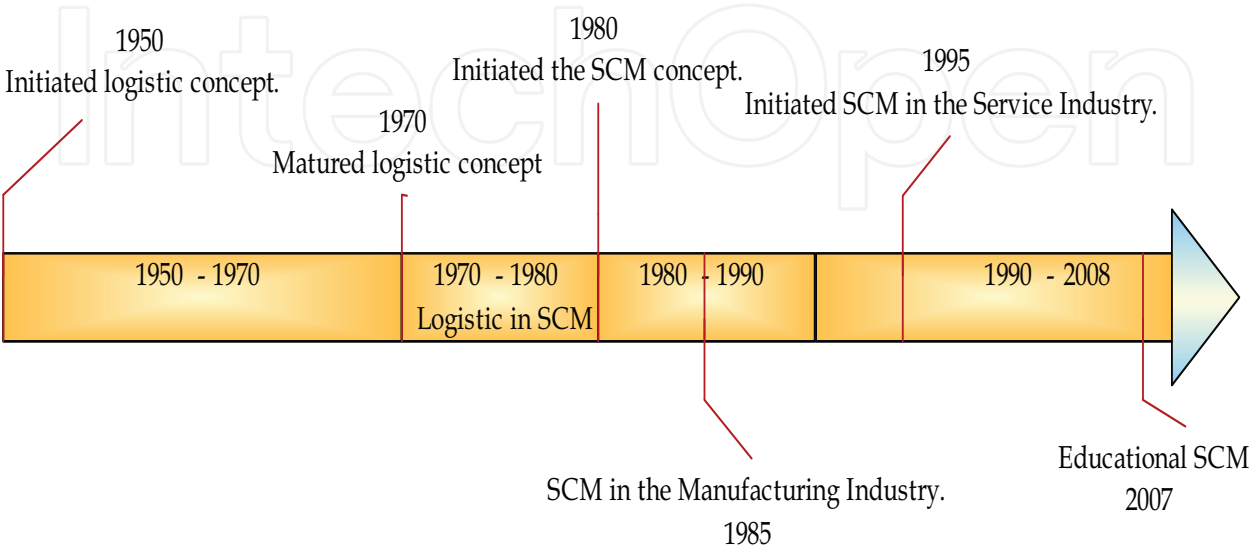 IntechOpen
1950
Initiated logistic concept.
1970
Matured logistic concept
1980
Initiated the SCM concept.
1995
Initiated SCM in the Service Industry.
1950 - 1970
1970 - 1980
1980 - 1990
1990 - 2008
Logistic in SCM
SCM in the Manufacturing Industry.
1985
Educational SCM
2007